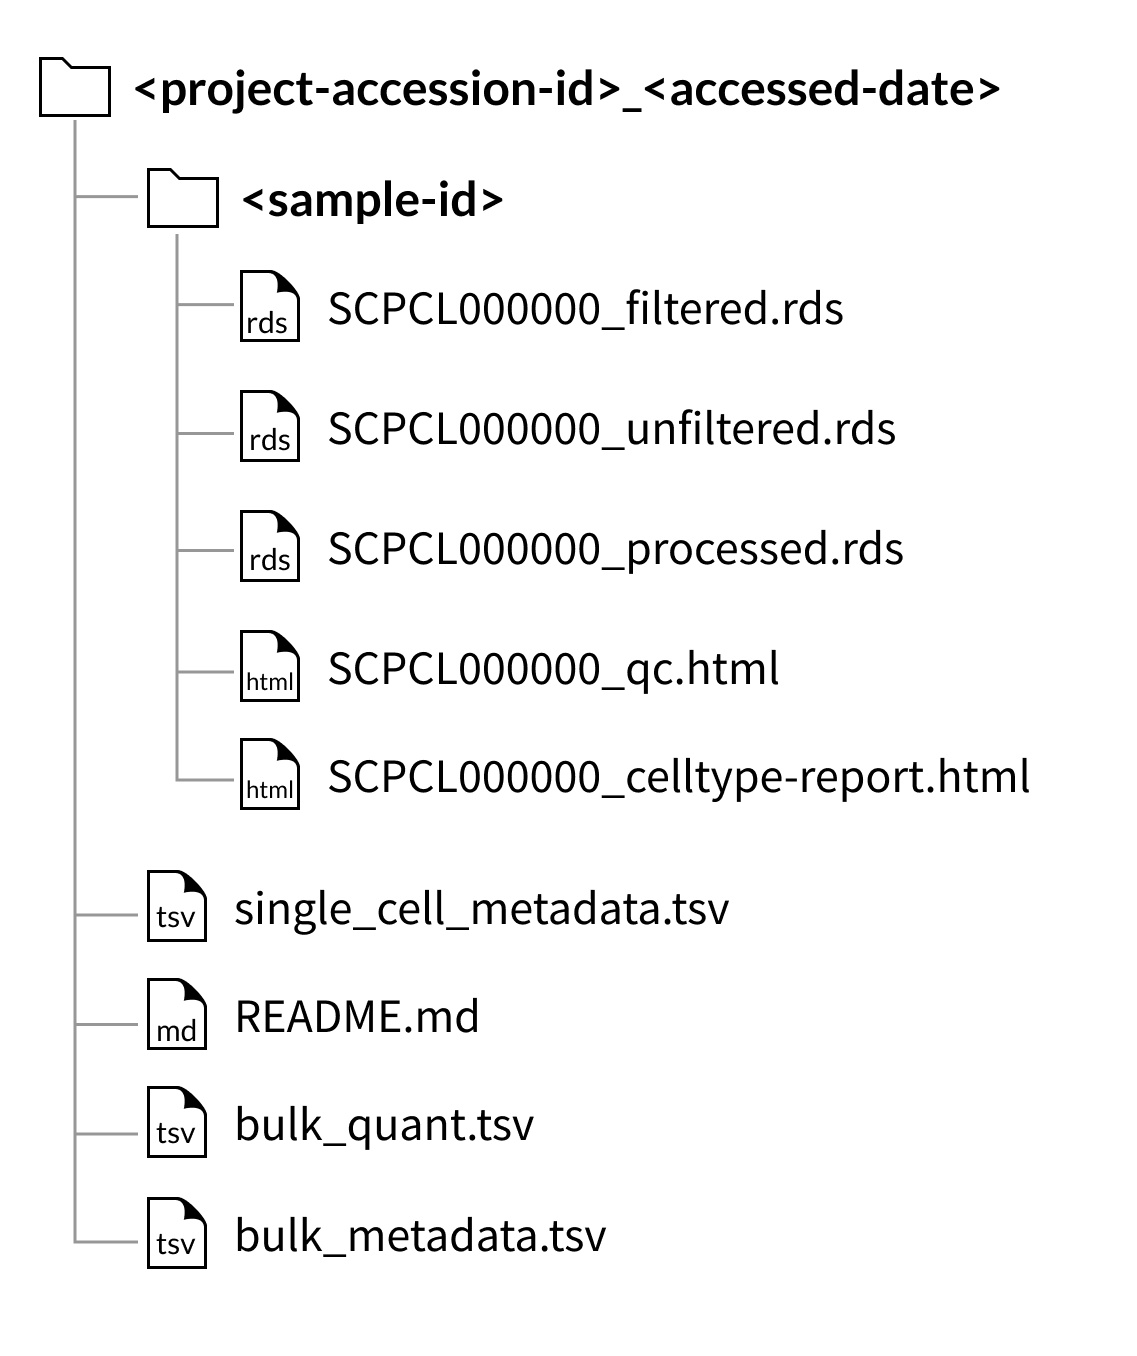 <project-accession-id>_<accessed-date>
<sample-id>
rds SCPCL000000_filtered.rds
rds SCPCL000000_unfiltered.rds
rds SCPCL000000_processed.rds
html SCPCL000000_qc.html
html SCPCL000000_celltype-report.html
tsv single_cell_metadata.tsv
md README.md
tsv bulk_quant.tsv
tsv bulk_metadata.tsv